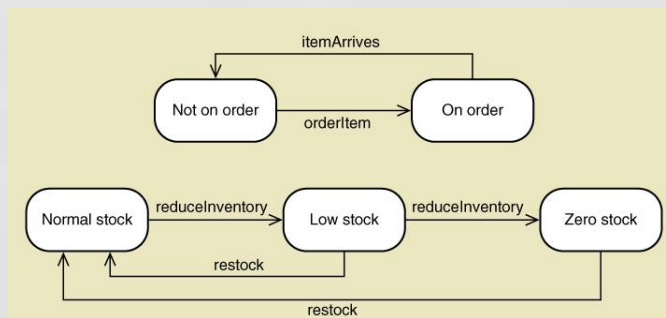 itemArrives
Not on order
On order
orderItem
Normal stock
reduceInventory
Low stock
reduceInventory
Zero stock
restock
restock